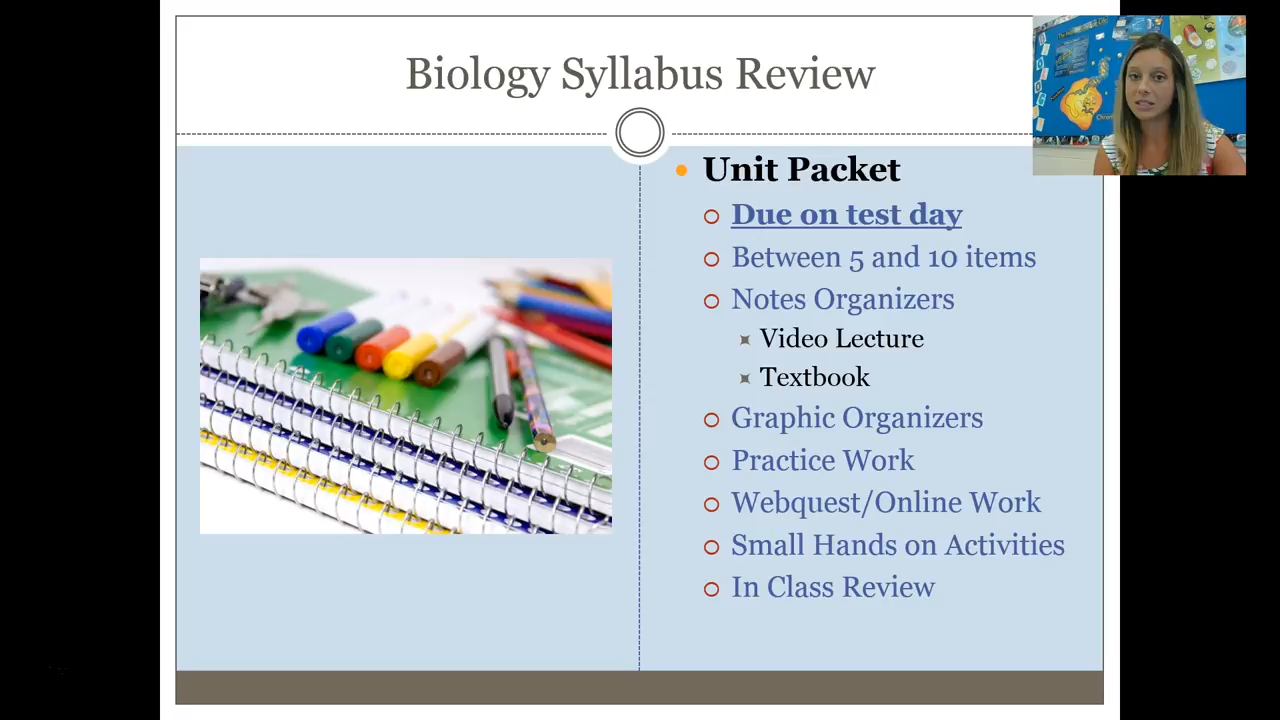 Biology Syllabus Review
Unit Packet
Due on test day
Between 5 and 10 items
Notes Organizers
Video Lecture
Textbook
Graphic Organizers
Practice Work
Webquest/Online Work
Small Hands on Activities
In Class Review